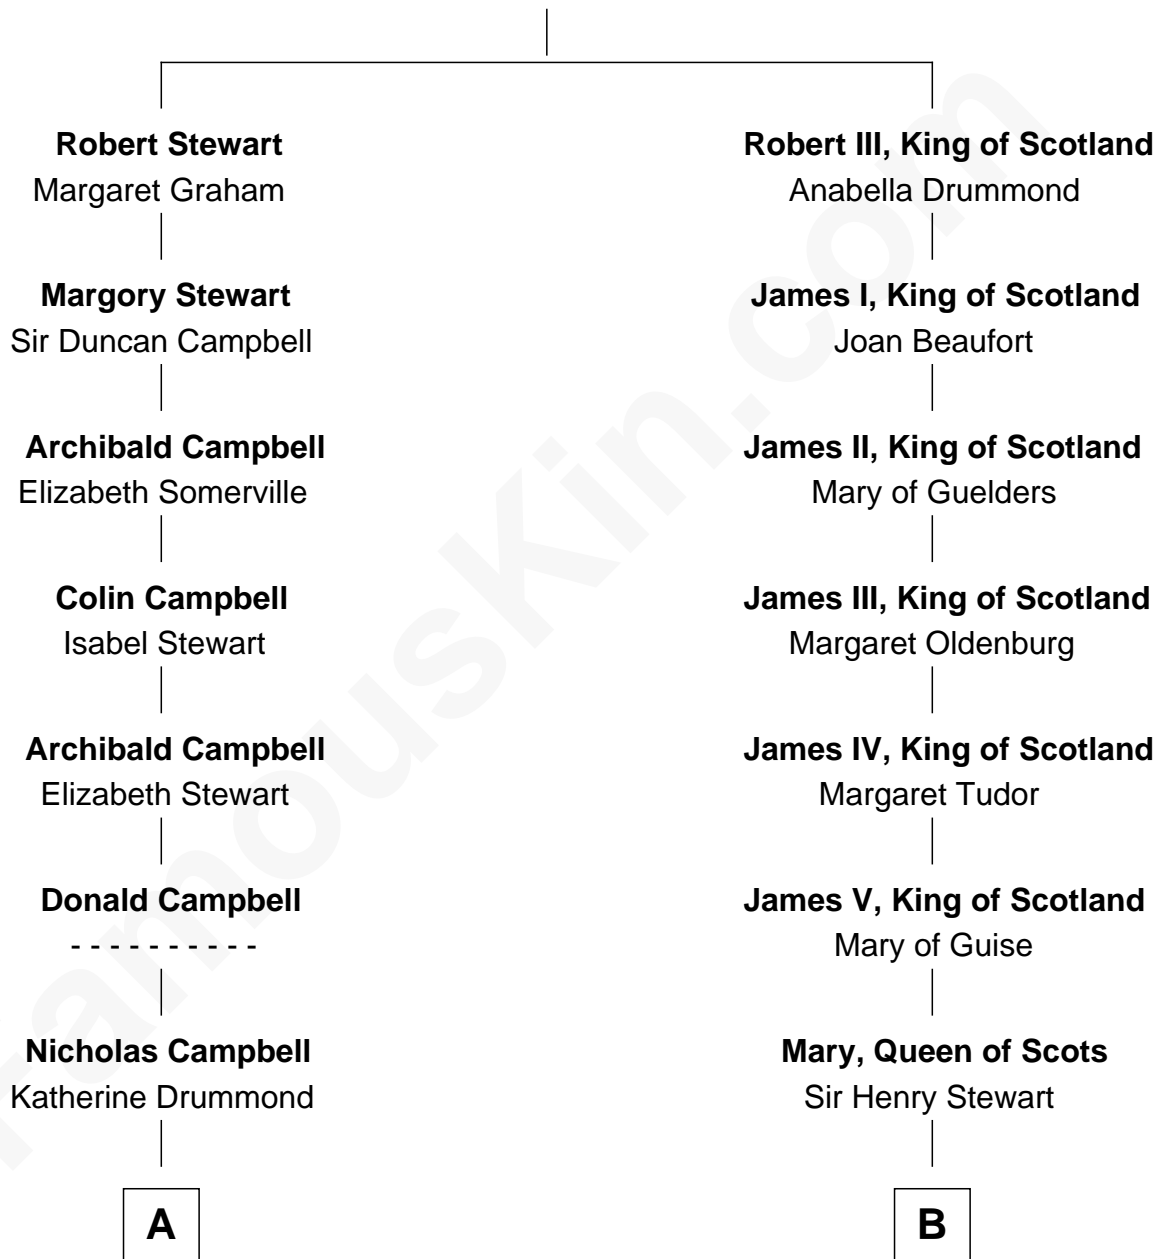 Robert Stewart
Margaret Graham
Margory Stewart
Sir Duncan Campbell
Archibald Campbell
Elizabeth Somerville
Colin Campbell
Isabel Stewart
Archibald Campbell
Elizabeth Stewart
Donald Campbell
- - - - - - - - - -
Nicholas Campbell
Katherine Drummond
A
Robert III, King of Scotland
Anabella Drummond
James I, King of Scotland
Joan Beaufort
James II, King of Scotland
Mary of Guelders
James III, King of Scotland
Margaret Oldenburg
James IV, King of Scotland
Margaret Tudor
James V, King of Scotland
Mary of Guise
Mary, Queen of Scots
Sir Henry Stewart
B
FamousKin.com